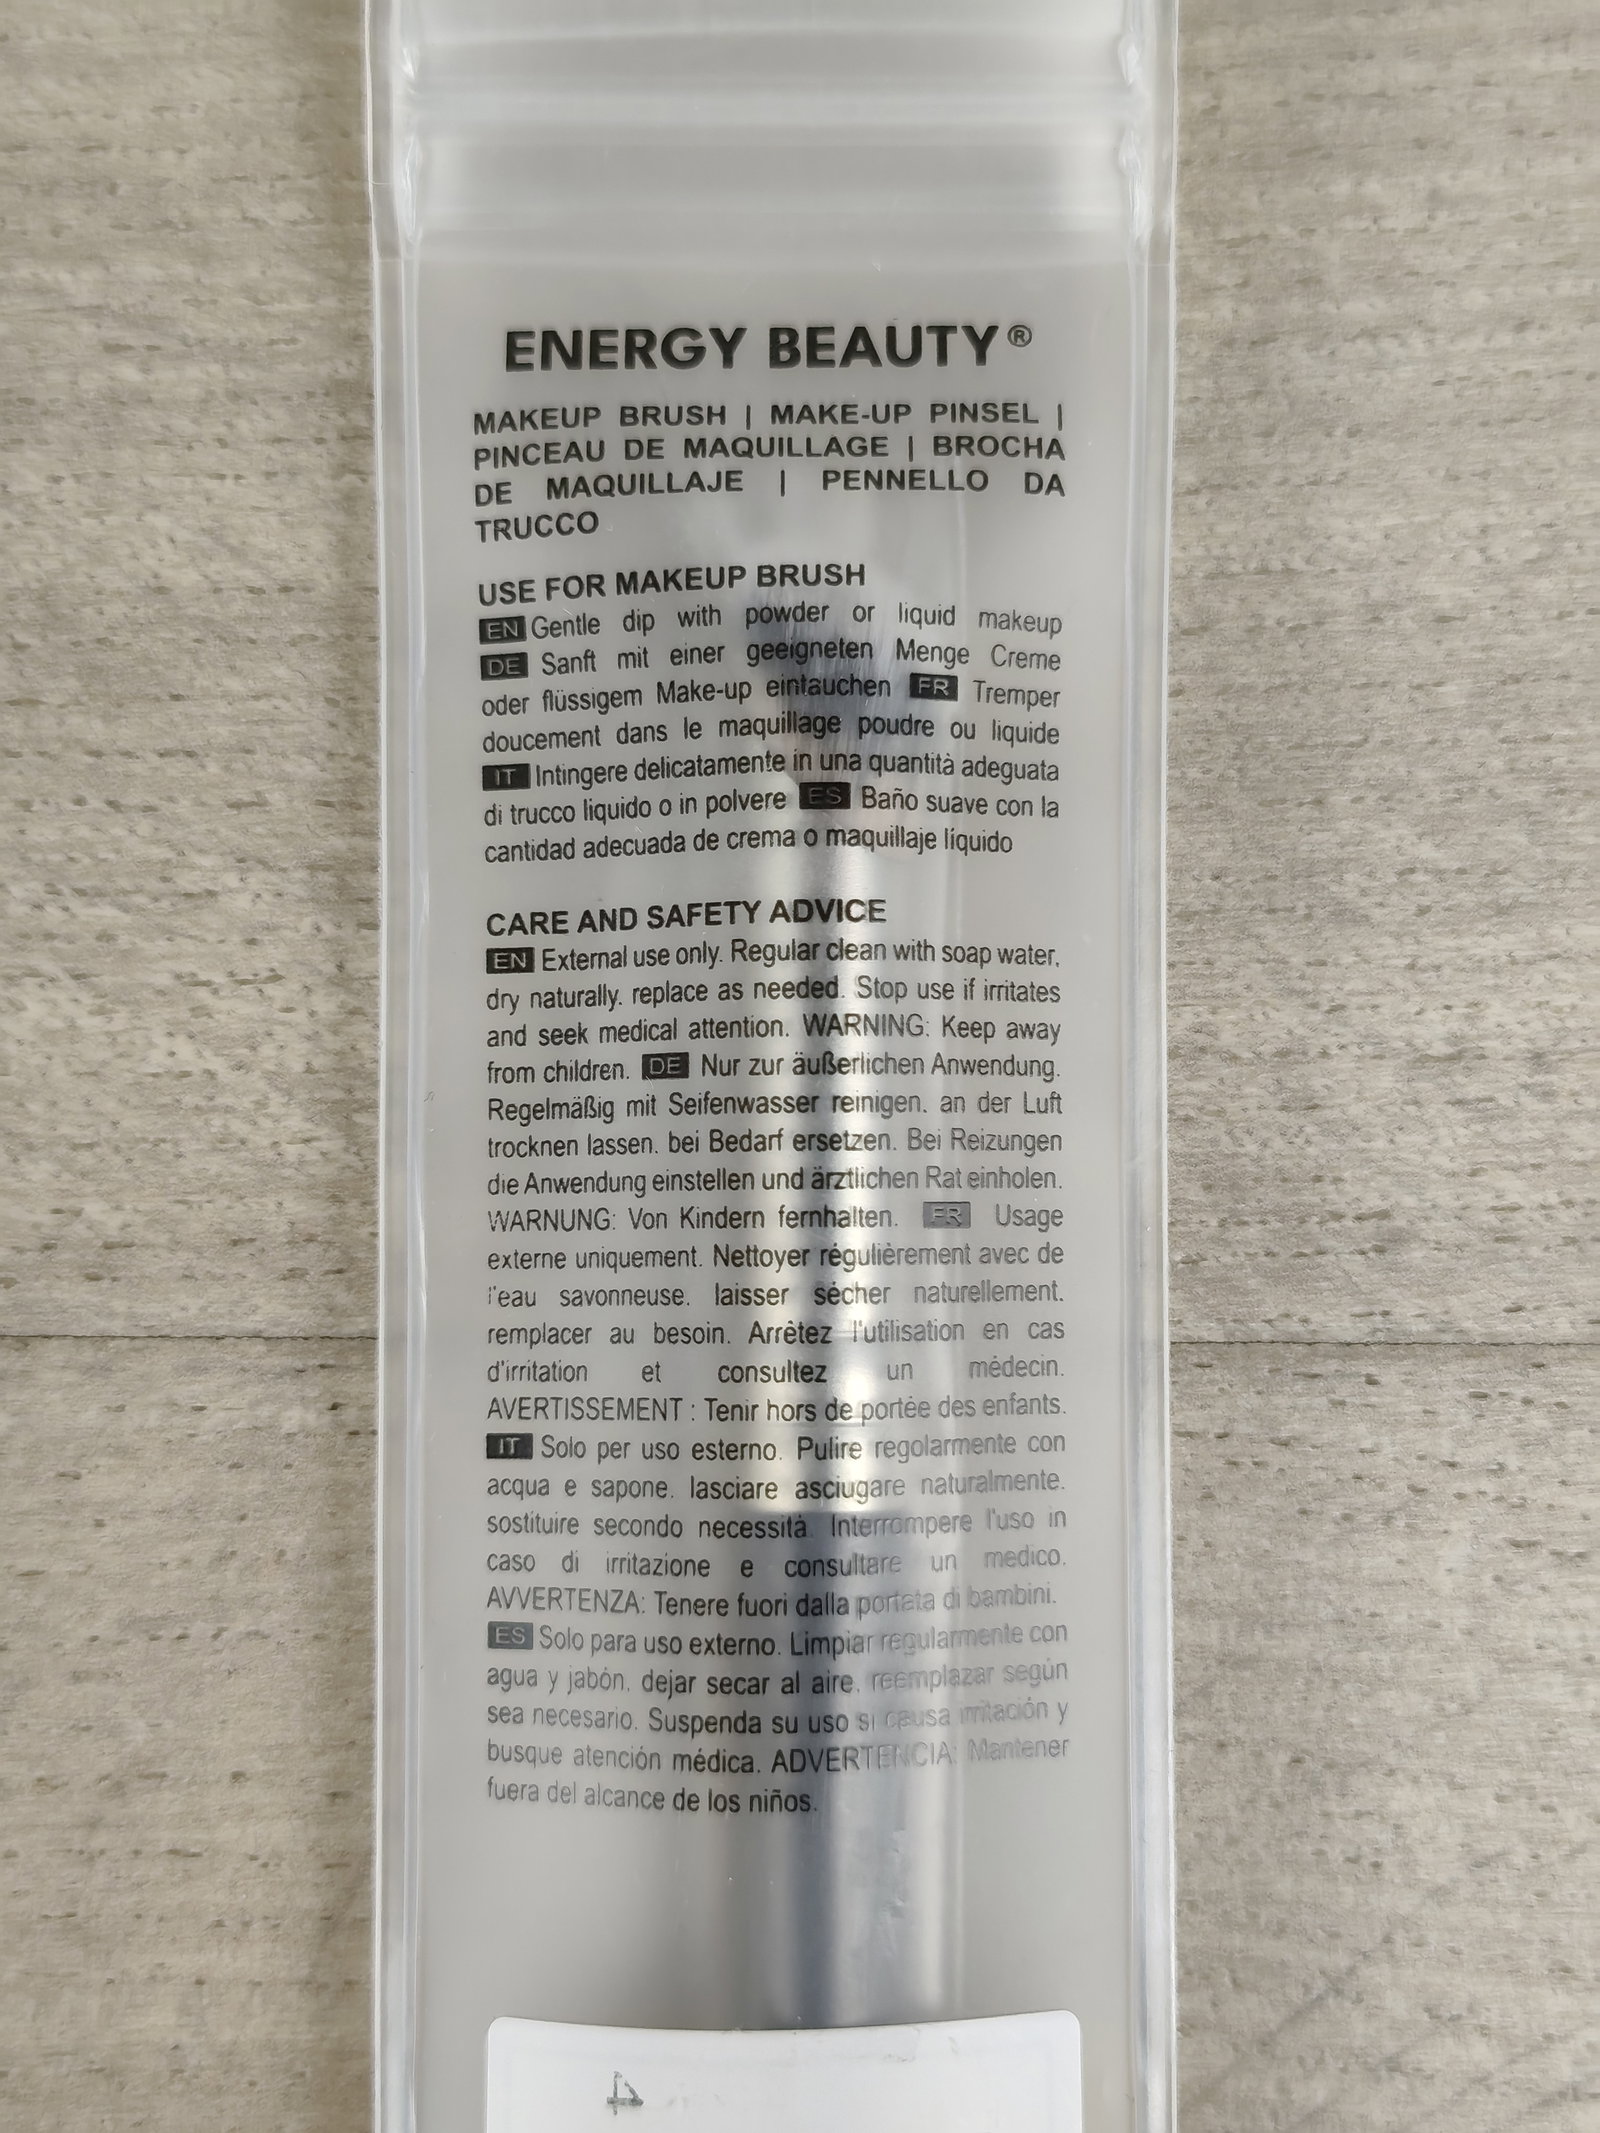 ENERGY BEAUTY®
MAKEUP BRUSH | MAKE-UP PINSEL |
PINCEAU DE MAQUILLAGE | BROCHA
DE MAQUILLAJE | PENNELLO DA
TRUCCO
USE FOR MAKEUP BRUSH
EN Gentle dip with powder or liquid makeup
DE Sanft mit einer geeigneten Menge Creme
oder flüssigem Make-up eintauchen FR Tremper
doucement dans le maquillage poudre ou liquide
IT Intingere delicatamente in una quantità adeguata
di trucco liquido o in polvere ES Baño suave con la
cantidad adecuada de crema o maquillaje líquido
CARE AND SAFETY ADVICE
EN External use only. Regular clean with soap water,
dry naturally. replace as needed. Stop use if irritates
and seek medical attention. WARNING: Keep away
from children. DE Nur zur äußerlichen Anwendung.
Regelmäßig mit Seifenwasser reinigen. an der Luft
trocknen lassen. bei Bedarf ersetzen. Bei Reizungen
die Anwendung einstellen und ärztlichen Rat einholen.
WARNUNG: Von Kindern fernhalten. FR Usage
externe uniquement. Nettoyer régulièrement avec de
l'eau savonneuse. laisser sécher naturellement.
remplacer au besoin. Arrêtez l'utilisation en cas
d'irritation et consultez un médecin.
AVERTISSEMENT : Tenir hors de portée des enfants.
IT Solo per uso esterno. Pulire regolarmente con
acqua e sapone. lasciare asciugare naturalmente.
sostituire secondo necessità. Interrompere l'uso in
caso di irritazione e consultare un medico.
AVVERTENZA: Tenere fuori dalla portata di bambini.
ES Solo para uso externo. Limpiar regularmente con
agua y jabón. dejar secar al aire. reemplazar según
sea necesario. Suspenda su uso si causa irritación y
busque atención médica. ADVERTENCIA: Mantener
fuera del alcance de los niños.
4